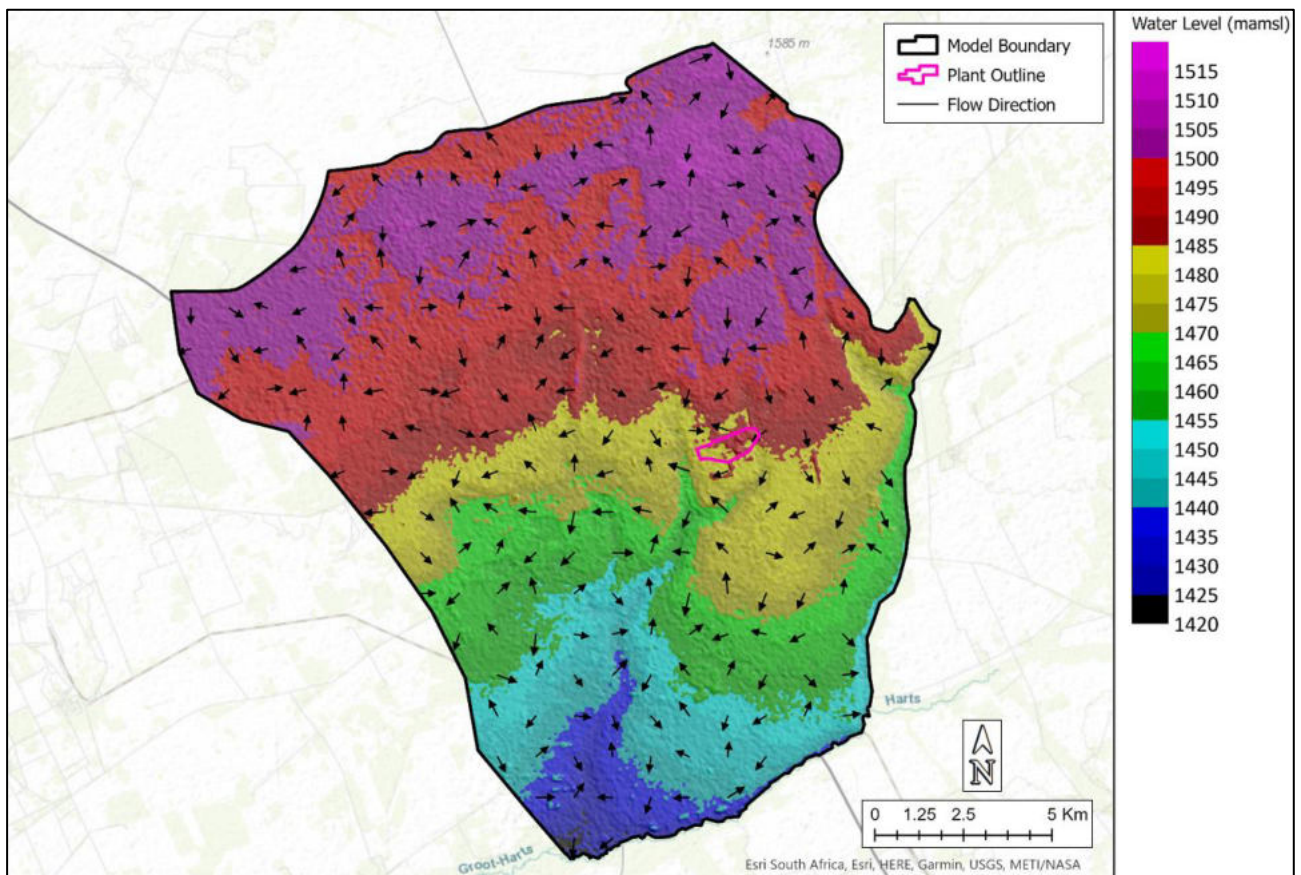 1585 m
Model Boundary
Plant Outline
Flow Direction
Water Level (mamsl)
1515
1510
1505
1500
1495
1490
1485
1480
1475
1470
1465
1460
1455
1450
1445
1440
1435
1430
1425
1420
Harts
N
0 1.25 2.5 5 Km
Groot-Harts
Esri South Africa, Esri, HERE, Garmin, USGS, METI/NASA